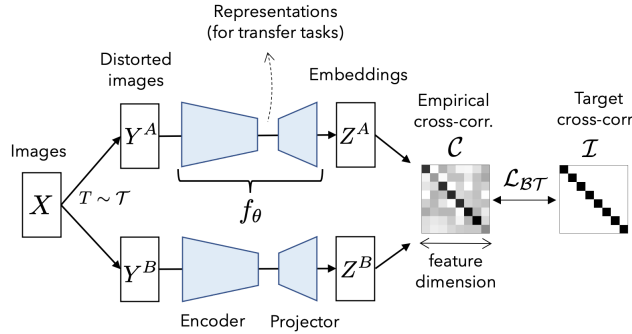 Representations
(for transfer tasks)
Distorted
images
Embeddings
Images
X
T ~ 𝒯
Y^A
Y^B
f_θ
Z^A
Z^B
Encoder
Projector
Empirical
cross-corr.
𝒞
feature
dimension
ℒ_ℬ𝒯
Target
cross-corr.
ℐ